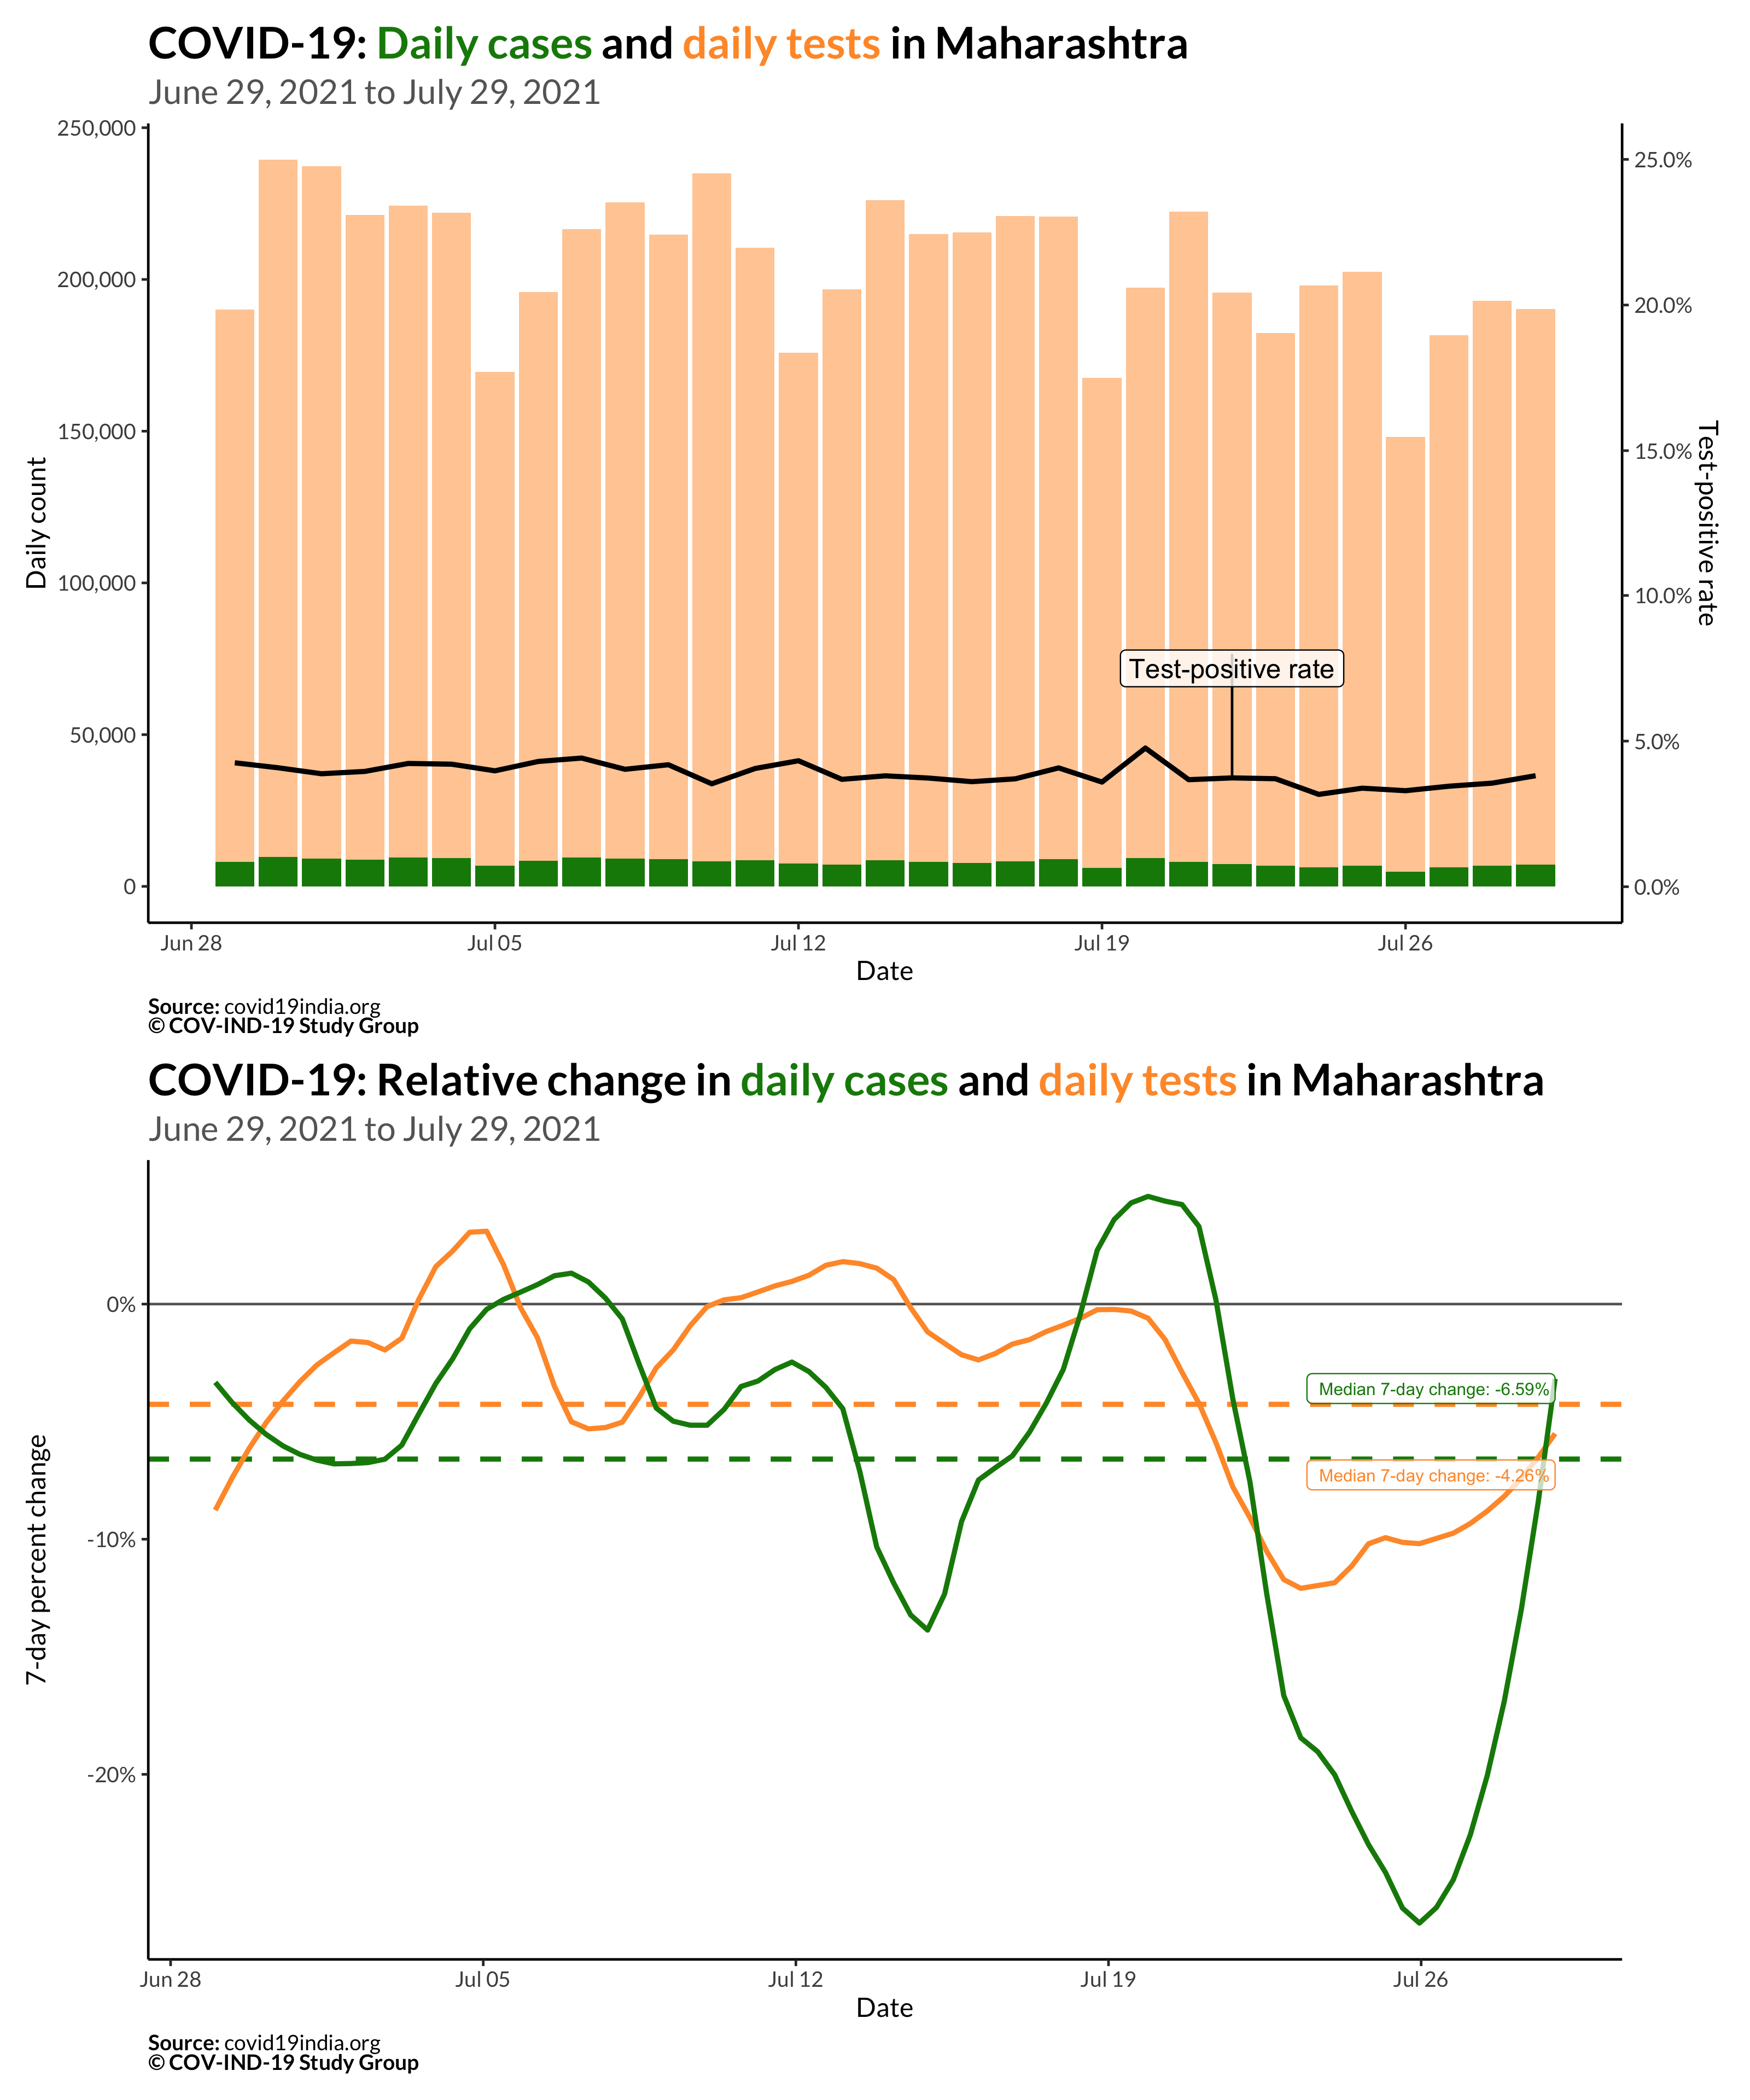 COVID-19: Daily cases and daily tests in Maharashtra
June 29, 2021 to July 29, 2021
250,000
200,000
150,000
100,000
50,000
0
Daily count
25.0%
20.0%
15.0%
10.0%
5.0%
0.0%
Test-positive rate
Test-positive rate
Jun 28
Jul 05
Jul 12
Jul 19
Jul 26
Date
Source: covid19india.org
© COV-IND-19 Study Group
COVID-19: Relative change in daily cases and daily tests in Maharashtra
June 29, 2021 to July 29, 2021
0%
-10%
-20%
7-day percent change
Median 7-day change: -6.59%
Median 7-day change: -4.26%
Jun 28
Jul 05
Jul 12
Jul 19
Jul 26
Date
Source: covid19india.org
© COV-IND-19 Study Group